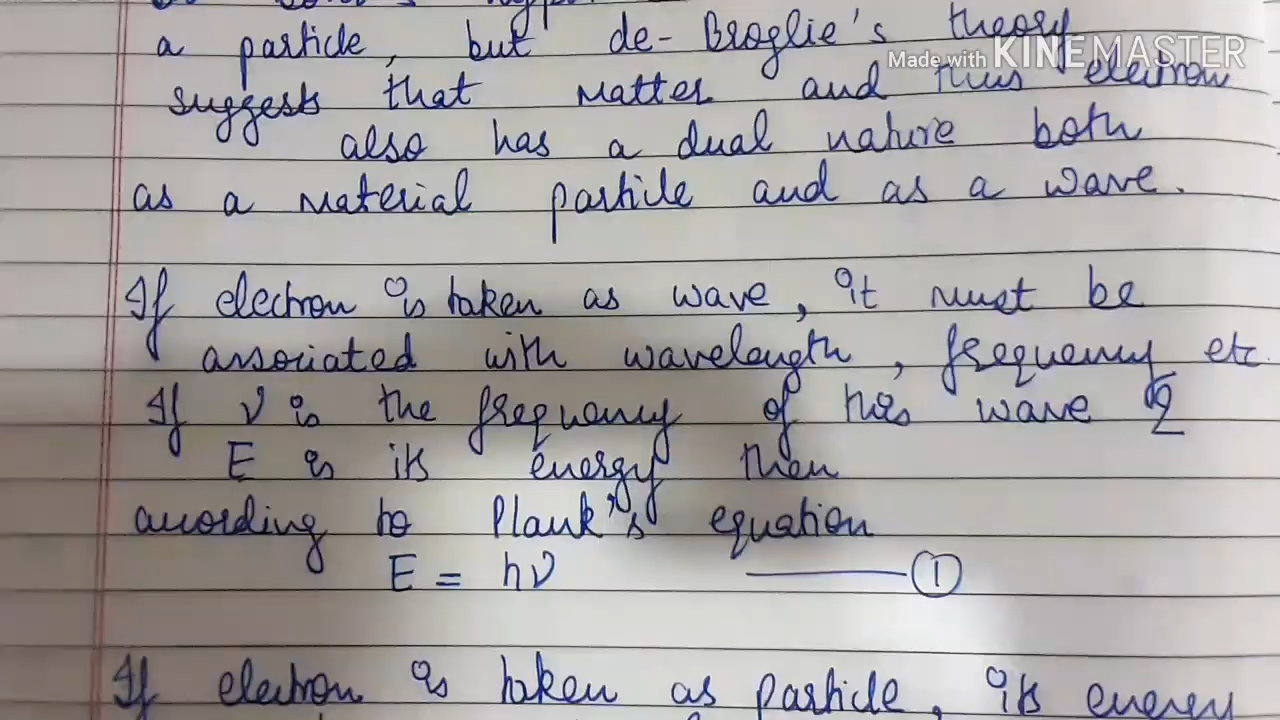 a particle, but de-Broglie's theory
Made with KINEMASTER
suggests that matter and thus electron
also has a dual nature both
as a material particle and as a wave.
If electron is taken as wave, it must be
associated with wavelength, frequency etc.
If ν is the frequency of this wave &
E is its energy then
according to Plank's equation
E = hν ——— ①
If electron is taken as particle, its energy